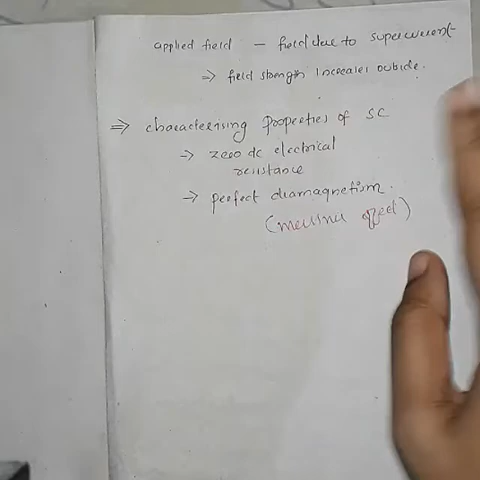 applied field – field due to supercurrent
⇒ field strength increases outside.
⇒ characterising properties of SC
→ zero dc electrical
resistance
→ perfect diamagnetism.
(meissner effect)